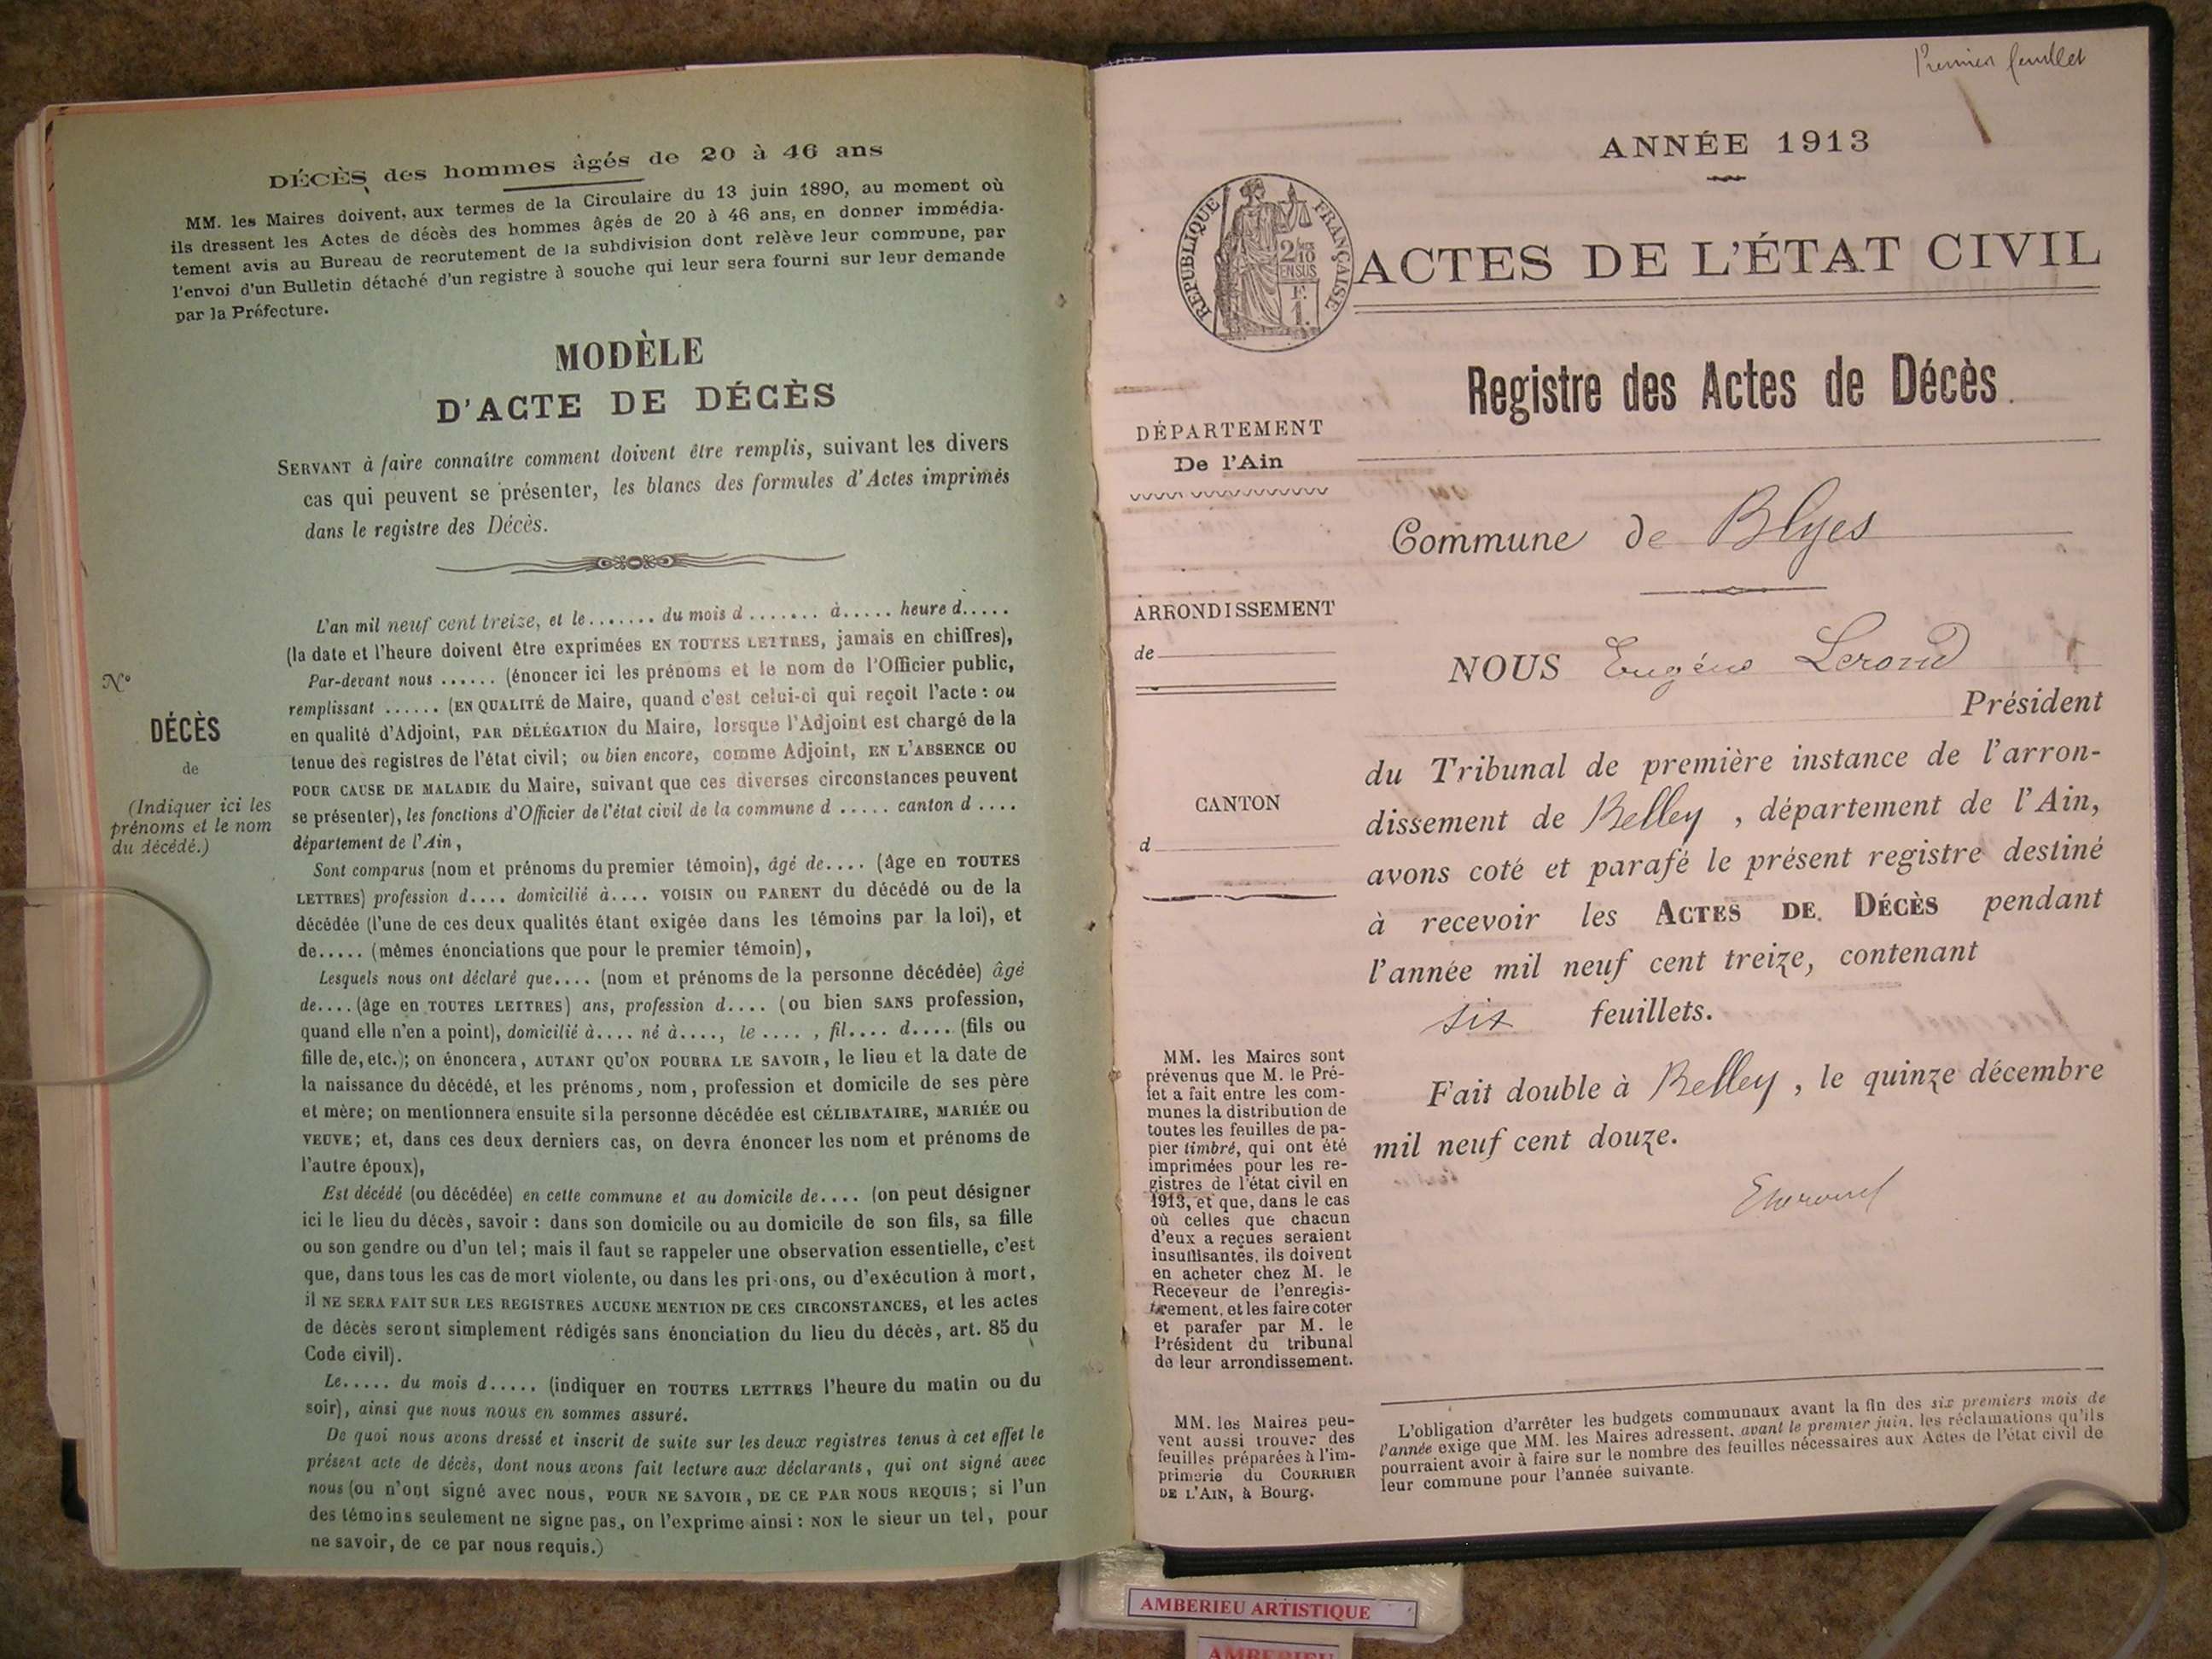 DÉCÈS des hommes âgés de 20 à 46 ans
MM. les Maires doivent, aux termes de la Circulaire du 13 juin 1890, au moment où
ils dressent les Actes de décès des hommes âgés de 20 à 46 ans, en donner immédia-
tement avis au Bureau de recrutement de la subdivision dont relève leur commune, par
l'envoi d'un Bulletin détaché d'un registre à souche qui leur sera fourni sur leur demande
par la Préfecture.
MODÈLE
D'ACTE DE DÉCÈS
SERVANT à faire connaître comment doivent être remplis, suivant les divers
cas qui peuvent se présenter, les blancs des formules d'Actes imprimés
dans le registre des Décès.
N°
DÉCÈS
de
(Indiquer ici les
prénoms et le nom
du décédé.)
L'an mil neuf cent treize, et le....... du mois d ....... à..... heure d.....
(la date et l'heure doivent être exprimées EN TOUTES LETTRES, jamais en chiffres),
Par-devant nous ...... (énoncer ici les prénoms et le nom de l'Officier public,
remplissant ...... (EN QUALITÉ de Maire, quand c'est celui-ci qui reçoit l'acte : ou
en qualité d'Adjoint, PAR DÉLÉGATION du Maire, lorsque l'Adjoint est chargé de la
tenue des registres de l'état civil; ou bien encore, comme Adjoint, EN L'ABSENCE OU
POUR CAUSE DE MALADIE du Maire, suivant que ces diverses circonstances peuvent
se présenter), les fonctions d'Officier de l'état civil de la commune d ..... canton d ....
département de l'Ain,
Sont comparus (nom et prénoms du premier témoin), âgé de.... (âge en TOUTES
LETTRES) profession d.... domicilié à.... VOISIN OU PARENT du décédé ou de la
décédée (l'une de ces deux qualités étant exigée dans les témoins par la loi), et
de..... (mêmes énonciations que pour le premier témoin),
Lesquels nous ont déclaré que.... (nom et prénoms de la personne décédée) âgé
de.... (âge en TOUTES LETTRES) ans, profession d.... (ou bien SANS profession,
quand elle n'en a point), domicilié à.... né à...., le .... , fil.... d.... (fils ou
fille de, etc.); on énoncera, AUTANT QU'ON POURRA LE SAVOIR, le lieu et la date de
la naissance du décédé, et les prénoms, nom, profession et domicile de ses père
et mère; on mentionnera ensuite si la personne décédée est CÉLIBATAIRE, MARIÉE OU
VEUVE; et, dans ces deux derniers cas, on devra énoncer les nom et prénoms de
l'autre époux),
Est décédé (ou décédée) en cette commune et au domicile de.... (on peut désigner
ici le lieu du décès, savoir : dans son domicile ou au domicile de son fils, sa fille
ou son gendre ou d'un tel; mais il faut se rappeler une observation essentielle, c'est
que, dans tous les cas de mort violente, ou dans les pri ons, ou d'exécution à mort,
il NE SERA FAIT SUR LES REGISTRES AUCUNE MENTION DE CES CIRCONSTANCES, et les actes
de décès seront simplement rédigés sans énonciation du lieu du décès, art. 85 du
Code civil).
Le..... du mois d..... (indiquer en TOUTES LETTRES l'heure du matin ou du
soir), ainsi que nous nous en sommes assuré.
De quoi nous avons dressé et inscrit de suite sur les deux registres tenus à cet effet le
présent acte de décès, dont nous avons fait lecture aux déclarants, qui ont signé avec
nous (ou n'ont signé avec nous, POUR NE SAVOIR, DE CE PAR NOUS REQUIS; si l'un
des témoins seulement ne signe pas, on l'exprime ainsi : NON le sieur un tel, pour
ne savoir, de ce par nous requis.)
Premier feuillet
ANNÉE 1913
RÉPUBLIQUE FRANÇAISE
2/10
EN SUS
F.
1.
ACTES DE L'ÉTAT CIVIL
Registre des Actes de Décès.
DÉPARTEMENT
De l'Ain
Commune de Blyes
ARRONDISSEMENT
de
CANTON
d
NOUS Eugène Lerond
Président
du Tribunal de première instance de l'arron-
dissement de Belley, département de l'Ain,
avons coté et parafé le présent registre destiné
à recevoir les ACTES DE DÉCÈS pendant
l'année mil neuf cent treize, contenant
six feuillets.
Fait double à Belley, le quinze décembre
mil neuf cent douze.
MM. les Maires sont
prévenus que M. le Pré-
fet a fait entre les com-
munes la distribution de
toutes les feuilles de pa-
pier timbré, qui ont été
imprimées pour les re-
gistres de l'état civil en
1913, et que, dans le cas
où celles que chacun
d'eux a reçues seraient
insuffisantes, ils doivent
en acheter chez M. le
Receveur de l'enregis-
trement, et les faire coter
et parafer par M. le
Président du tribunal
de leur arrondissement.
MM. les Maires peu-
vent aussi trouver des
feuilles préparées à l'im-
primerie du COURRIER
DE L'AIN, à Bourg.
L'obligation d'arrêter les budgets communaux avant la fin des six premiers mois de
l'année exige que MM. les Maires adressent, avant le premier juin, les réclamations qu'ils
pourraient avoir à faire sur le nombre des feuilles nécessaires aux Actes de l'état civil de
leur commune pour l'année suivante.
AMBERIEU ARTISTIQUE
AMBERIEU